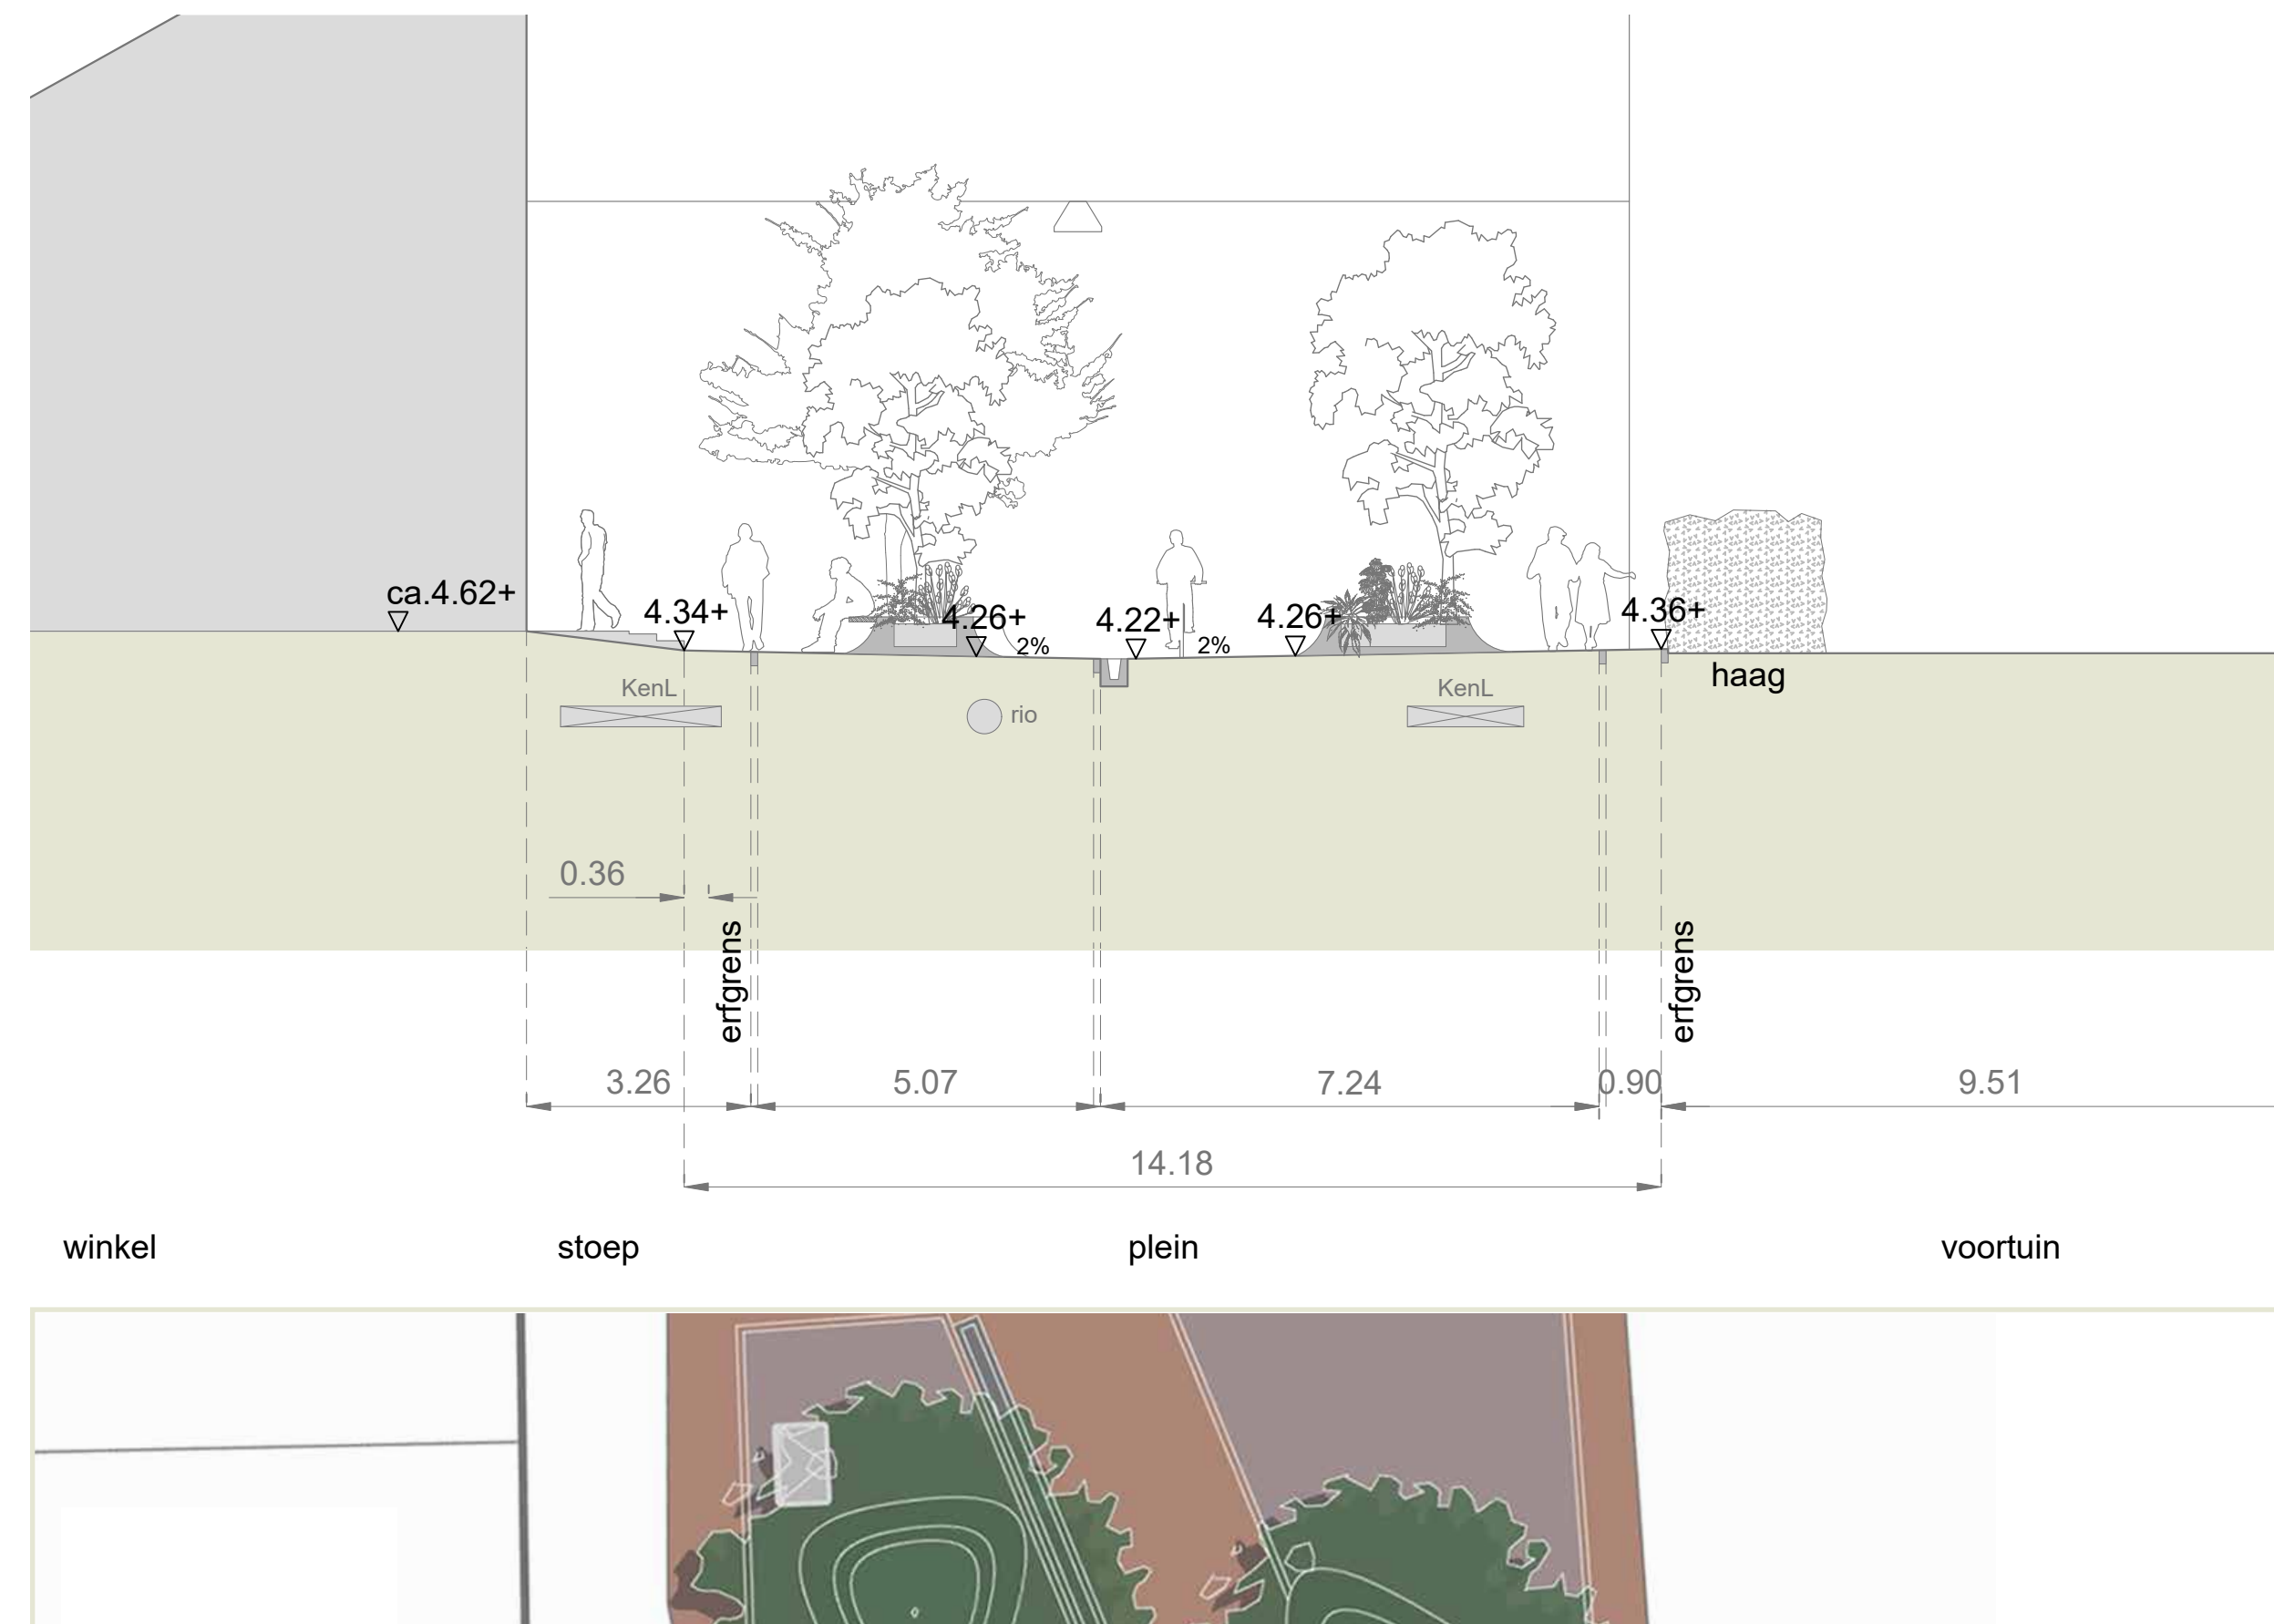 ca.4.62+
4.34+
4.26+
2%
4.22+
2%
4.26+
4.36+
haag
KenL
rio
KenL
0.36
erfgrens
erfgrens
3.26
5.07
7.24
0.90
9.51
14.18
winkel
stoep
plein
voortuin